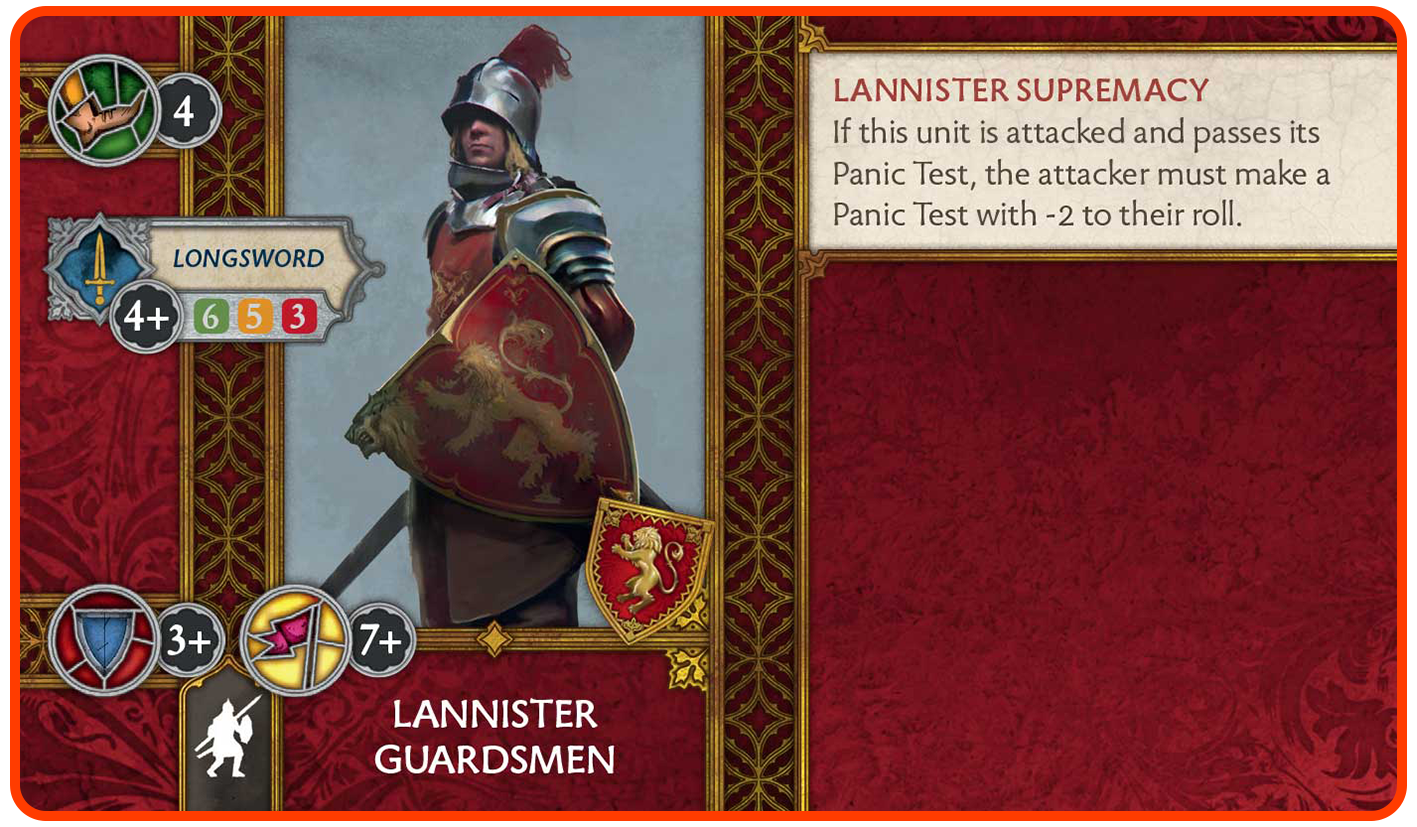 4
LONGSWORD
4+ 6 5 3
3+ 7+
LANNISTER
GUARDSMEN
LANNISTER SUPREMACY
If this unit is attacked and passes its
Panic Test, the attacker must make a
Panic Test with -2 to their roll.